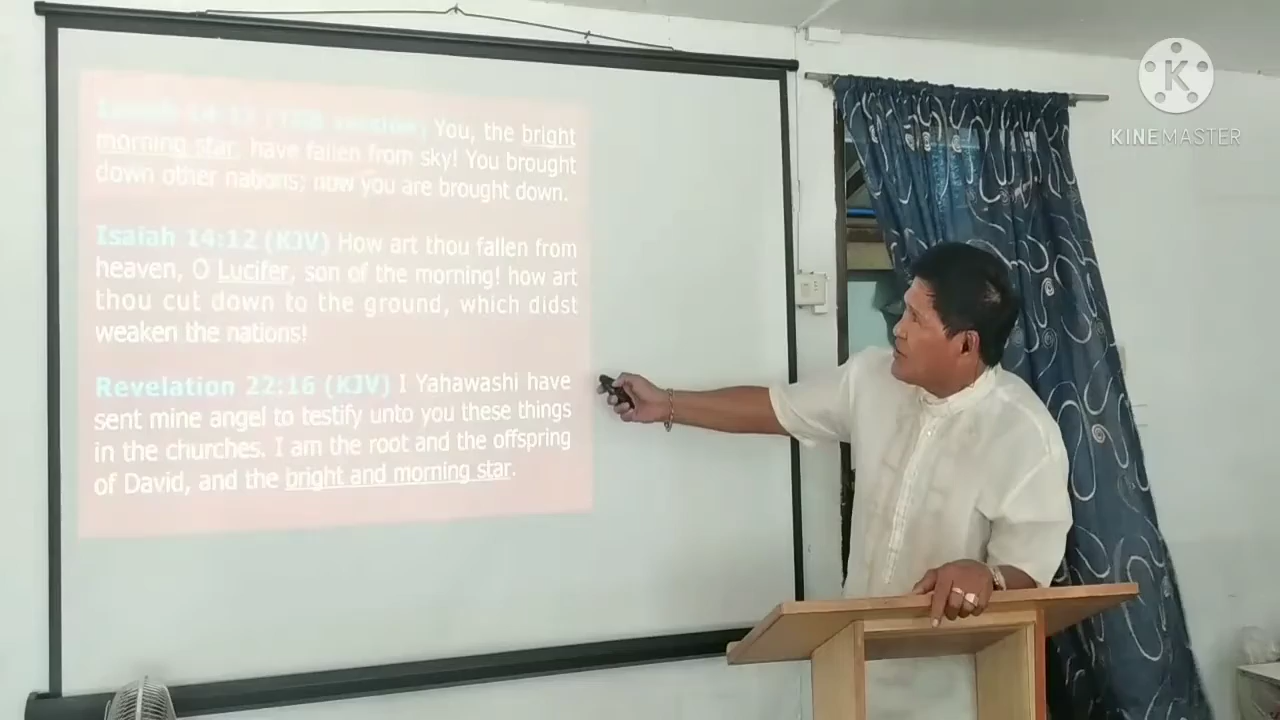 Isaiah 14:12 version) You, the bright
morning star, have fallen from sky! You brought
down other nations; now you are brought down.
Isaiah 14:12 (KJV) How art thou fallen from
heaven, O Lucifer, son of the morning! how art
thou cut down to the ground, which didst
weaken the nations!
Revelation 22:16 (KJV) I Yahawashi have
sent mine angel to testify unto you these things
in the churches. I am the root and the offspring
of David, and the bright and morning star.
K
KINEMASTER